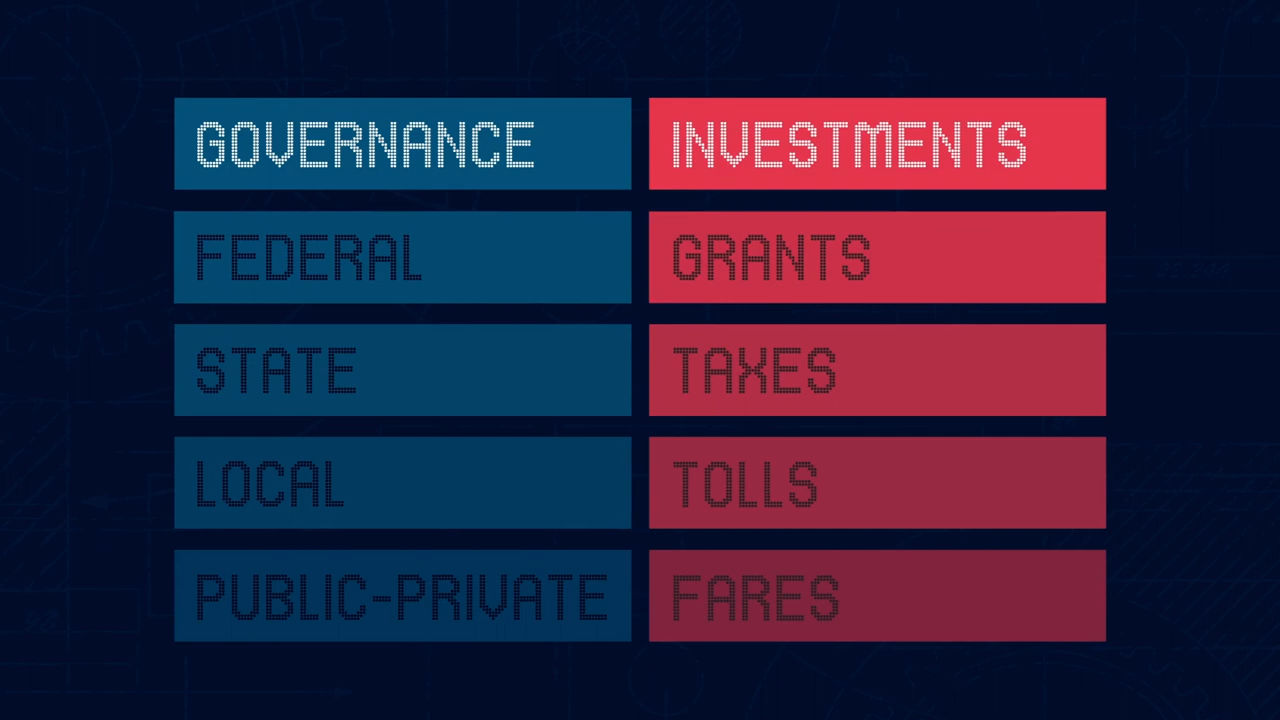 GOVERNANCE
FEDERAL
STATE
LOCAL
PUBLIC-PRIVATE
INVESTMENTS
GRANTS
TAXES
TOLLS
FARES